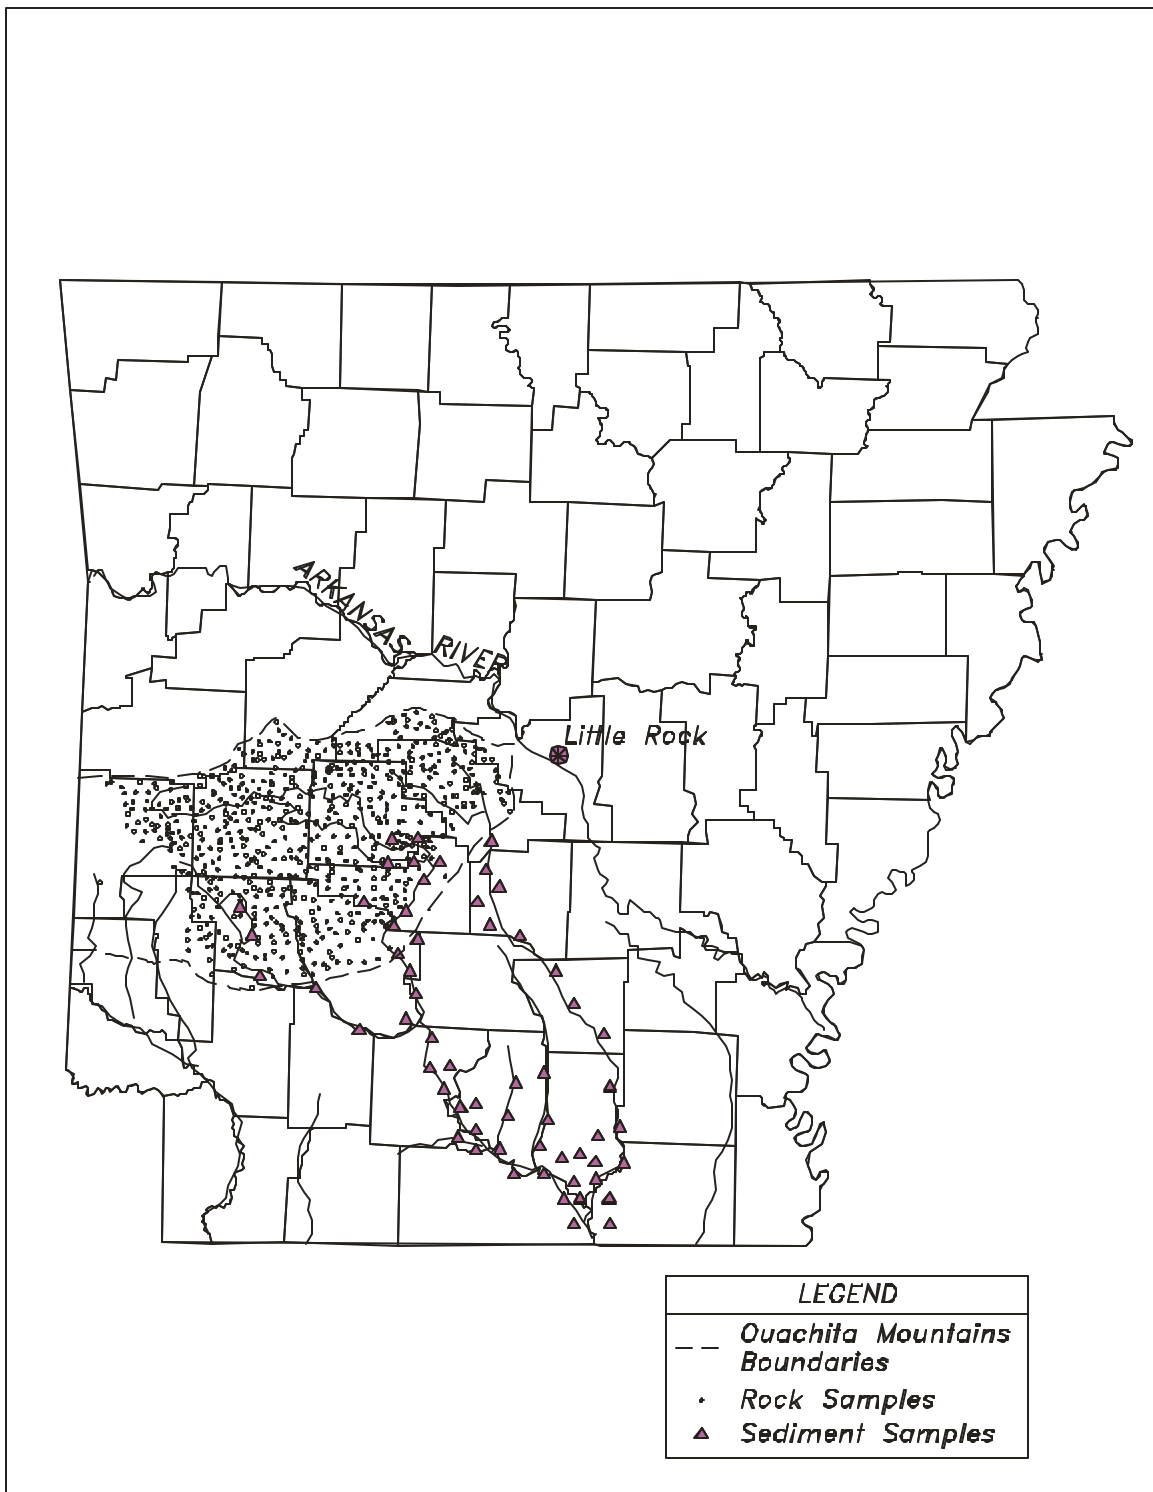 ARKANSAS RIVER
Little Rock
LEGEND
Ouachita Mountains
Boundaries
Rock Samples
Sediment Samples